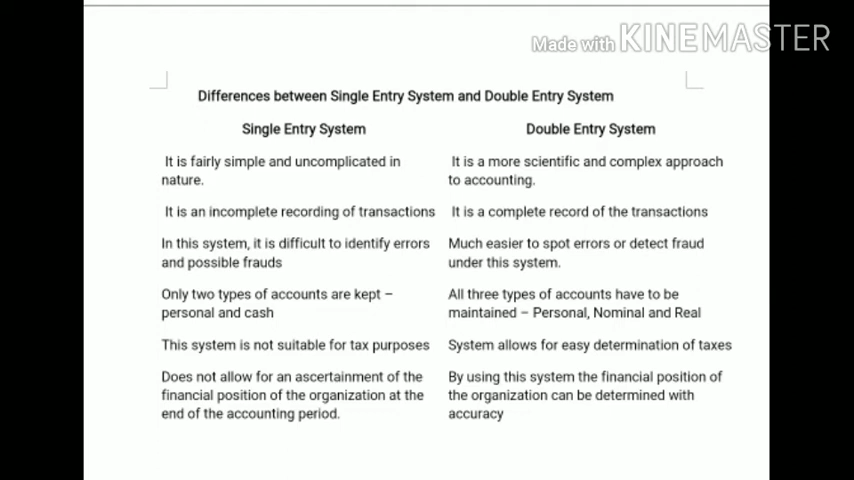 Made with KINEMASTER
Differences between Single Entry System and Double Entry System
Single Entry System
Double Entry System
It is fairly simple and uncomplicated in
nature.
It is a more scientific and complex approach
to accounting.
It is an incomplete recording of transactions
It is a complete record of the transactions
In this system, it is difficult to identify errors
and possible frauds
Much easier to spot errors or detect fraud
under this system.
Only two types of accounts are kept –
personal and cash
All three types of accounts have to be
maintained – Personal, Nominal and Real
This system is not suitable for tax purposes
System allows for easy determination of taxes
Does not allow for an ascertainment of the
financial position of the organization at the
end of the accounting period.
By using this system the financial position of
the organization can be determined with
accuracy